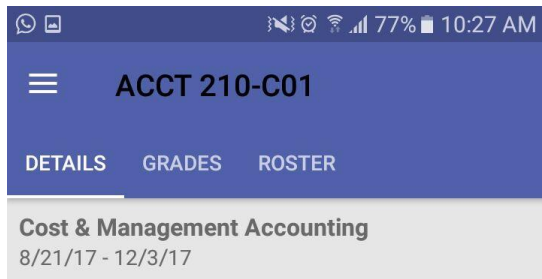 77% 10:27 AM
ACCT 210-C01
DETAILS GRADES ROSTER
Cost & Management Accounting
8/21/17 - 12/3/17